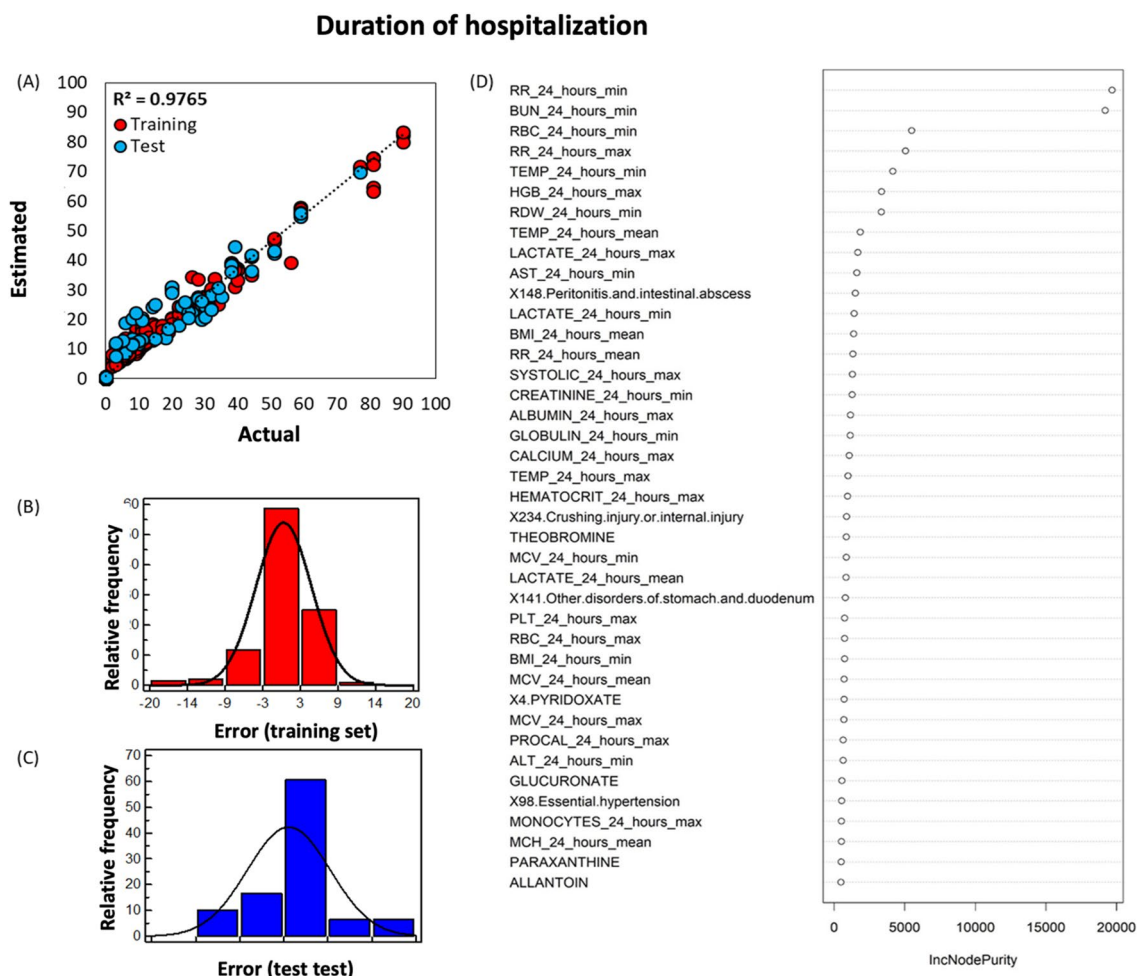 Duration of hospitalization
(A)
100
90
80
70
60
50
40
30
20
10
0
R² = 0.9765
Training
Test
Estimated
0 10 20 30 40 50 60 70 80 90 100
Actual
(B)
Relative frequency
0
-20 -14 -9 -3 3 9 14 20
Error (training set)
(C)
Relative frequency
70
60
50
40
30
20
10
0
Error (test test)
(D)
RR_24_hours_min
BUN_24_hours_min
RBC_24_hours_min
RR_24_hours_max
TEMP_24_hours_min
HGB_24_hours_max
RDW_24_hours_min
TEMP_24_hours_mean
LACTATE_24_hours_max
AST_24_hours_min
X148.Peritonitis.and.intestinal.abscess
LACTATE_24_hours_min
BMI_24_hours_mean
RR_24_hours_mean
SYSTOLIC_24_hours_max
CREATININE_24_hours_min
ALBUMIN_24_hours_max
GLOBULIN_24_hours_min
CALCIUM_24_hours_max
TEMP_24_hours_max
HEMATOCRIT_24_hours_max
X234.Crushing.injury.or.internal.injury
THEOBROMINE
MCV_24_hours_min
LACTATE_24_hours_mean
X141.Other.disorders.of.stomach.and.duodenum
PLT_24_hours_max
RBC_24_hours_max
BMI_24_hours_min
MCV_24_hours_mean
X4.PYRIDOXATE
MCV_24_hours_max
PROCAL_24_hours_max
ALT_24_hours_min
GLUCURONATE
X98.Essential.hypertension
MONOCYTES_24_hours_max
MCH_24_hours_mean
PARAXANTHINE
ALLANTOIN
0 5000 10000 15000 20000
IncNodePurity